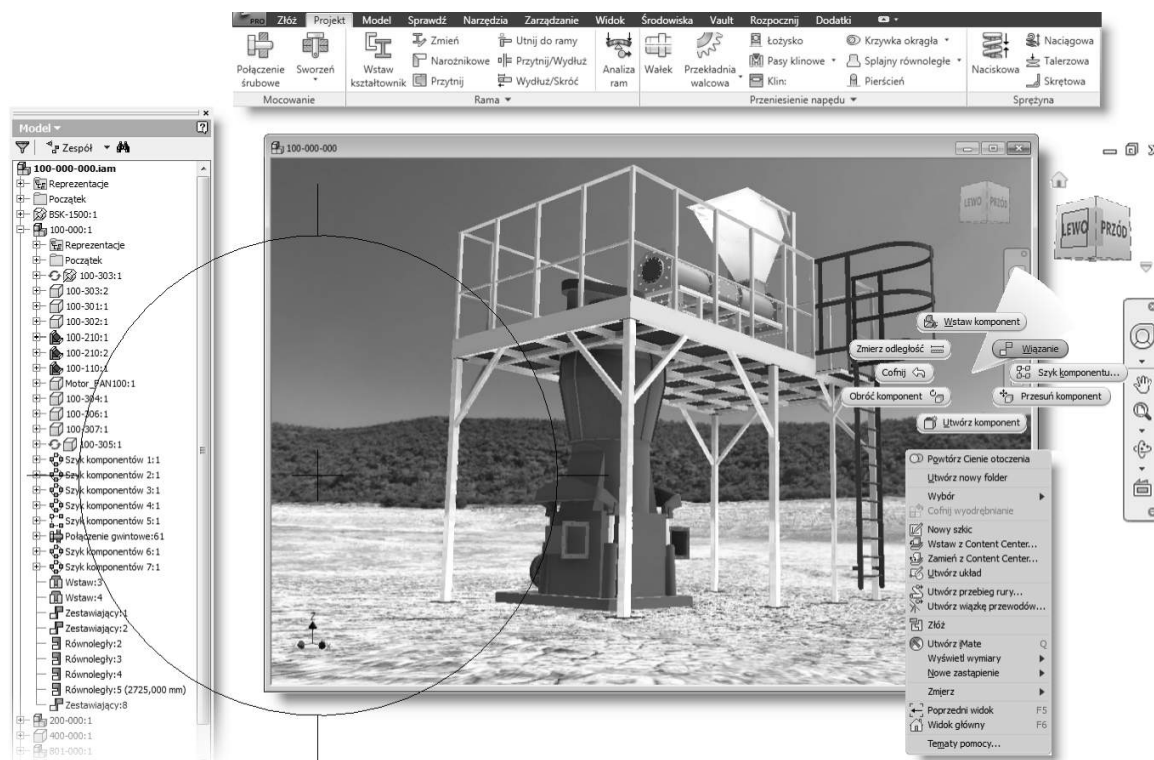 PRO Złóż Projekt Model Sprawdź Narzędzia Zarządzanie Widok Środowiska Vault Rozpocznij Dodatki
Połączenie śrubowe
Sworzeń
Mocowanie
Wstaw kształtownik
Zmień
Narożnikowe
Przytnij
Utnij do ramy
Przytnij/Wydłuż
Wydłuż/Skróć
Analiza ram
Rama
Wałek
Przekładnia walcowa
Łożysko
Pasy klinowe
Klin:
Krzywka okrągła
Splajny równoległe
Pierścień
Przeniesienie napędu
Naciskowa
Naciągowa
Talerzowa
Skrętowa
Sprężyna
Model
Zespół
100-000-000.iam
Reprezentacje
Początek
BSK-1500:1
100-000:1
Reprezentacje
Początek
100-303:1
100-303:2
100-301:1
100-302:1
100-210:1
100-210:2
100-110:1
Motor_FAN100:1
100-304:1
100-306:1
100-307:1
100-305:1
Szyk komponentów 1:1
Szyk komponentów 2:1
Szyk komponentów 3:1
Szyk komponentów 4:1
Szyk komponentów 5:1
Połączenie gwintowe:61
Szyk komponentów 6:1
Szyk komponentów 7:1
Wstaw:3
Wstaw:4
Zestawiający:1
Zestawiający:2
Równoległy:2
Równoległy:3
Równoległy:4
Równoległy:5 (2725,000 mm)
Zestawiający:8
200-000:1
400-000:1
801-000:1
100-000-000
LEWO PRZÓD
LEWO PRZÓD
Z
Wstaw komponent
Zmierz odległość
Wiązanie
Cofnij
Szyk komponentu...
Obróć komponent
Przesuń komponent
Utwórz komponent
Powtórz Cienie otoczenia
Utwórz nowy folder
Wybór
Cofnij wyodrębnianie
Nowy szkic
Wstaw z Content Center...
Zamień z Content Center...
Utwórz układ
Utwórz przebieg rury...
Utwórz wiązkę przewodów...
Złóż
Utwórz iMate Q
Wyświetl wymiary
Nowe zastąpienie
Zmierz
Poprzedni widok F5
Widok główny F6
Tematy pomocy...